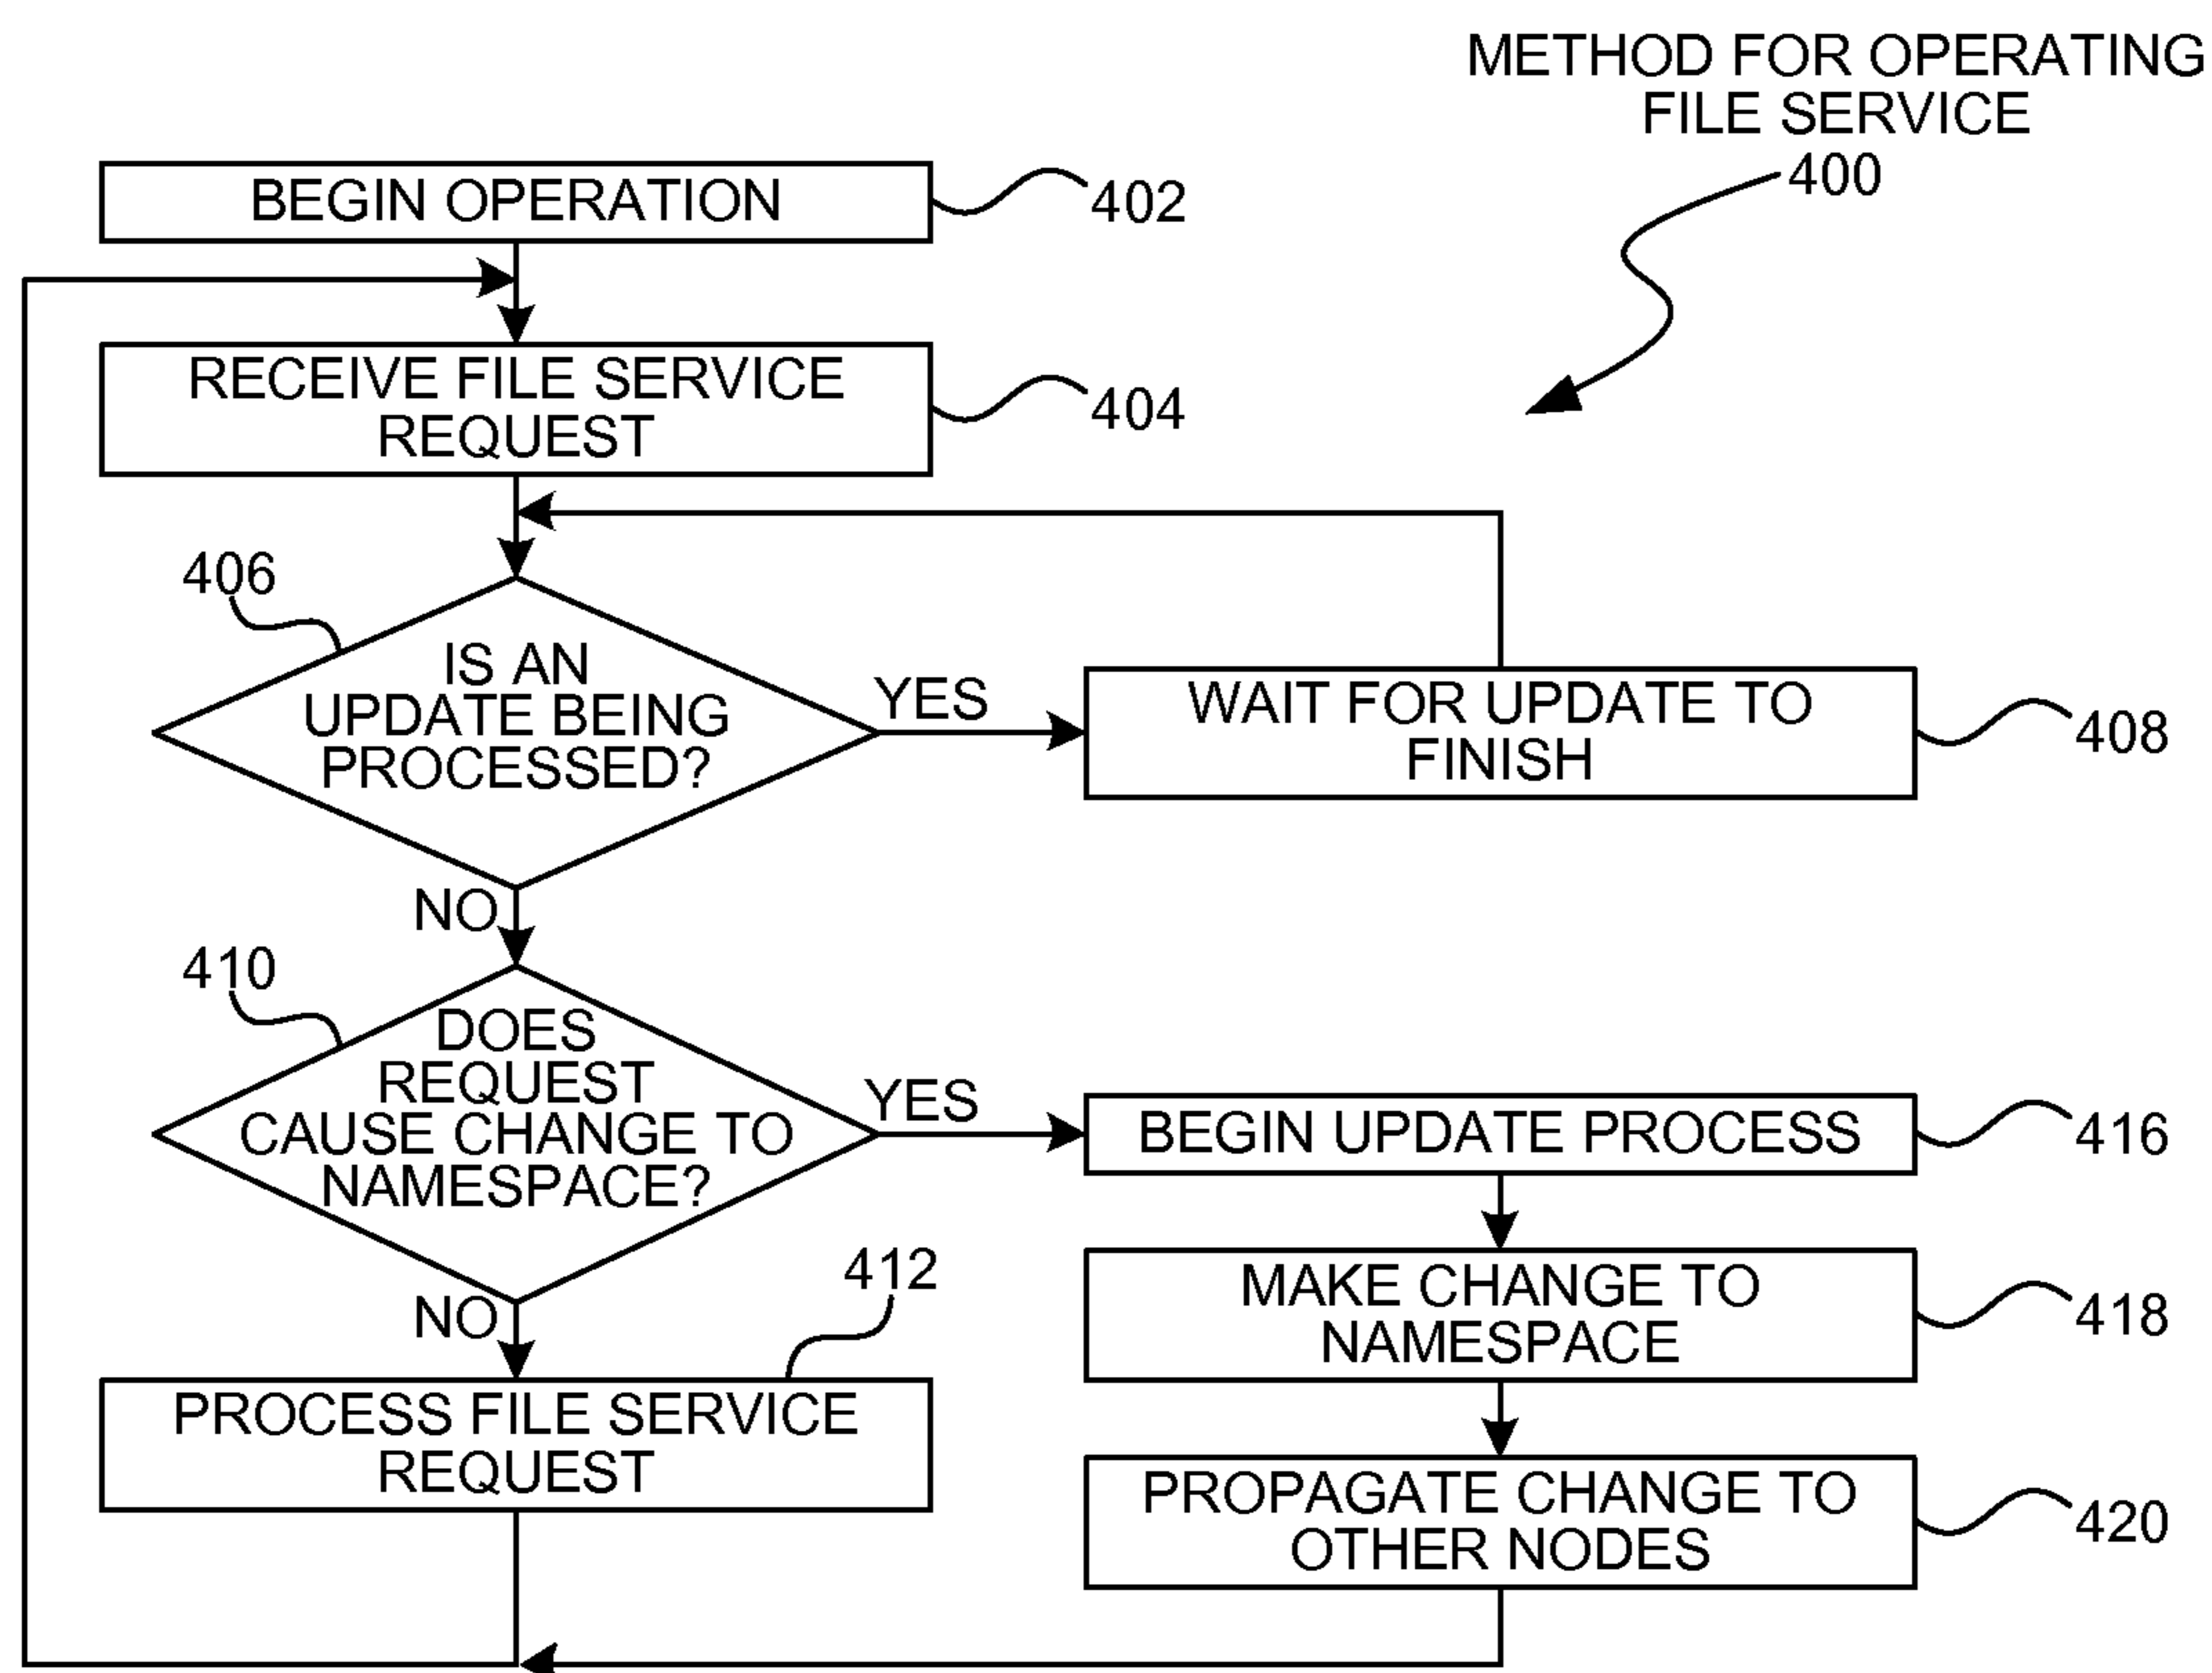 METHOD FOR OPERATING
FILE SERVICE
400
BEGIN OPERATION
402
RECEIVE FILE SERVICE
REQUEST
404
406
IS AN
UPDATE BEING
PROCESSED?
YES
WAIT FOR UPDATE TO
FINISH
408
NO
410
DOES
REQUEST
CAUSE CHANGE TO
NAMESPACE?
YES
BEGIN UPDATE PROCESS
416
MAKE CHANGE TO
NAMESPACE
418
NO
412
PROCESS FILE SERVICE
REQUEST
PROPAGATE CHANGE TO
OTHER NODES
420